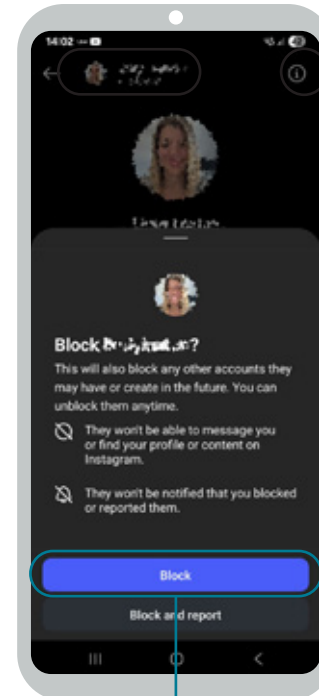 14:02
Block ?
This will also block any other accounts they
may have or create in the future. You can
unblock them anytime.
They won't be able to message you
or find your profile or content on
Instagram.
They won't be notified that you blocked
or reported them.
Block
Block and report